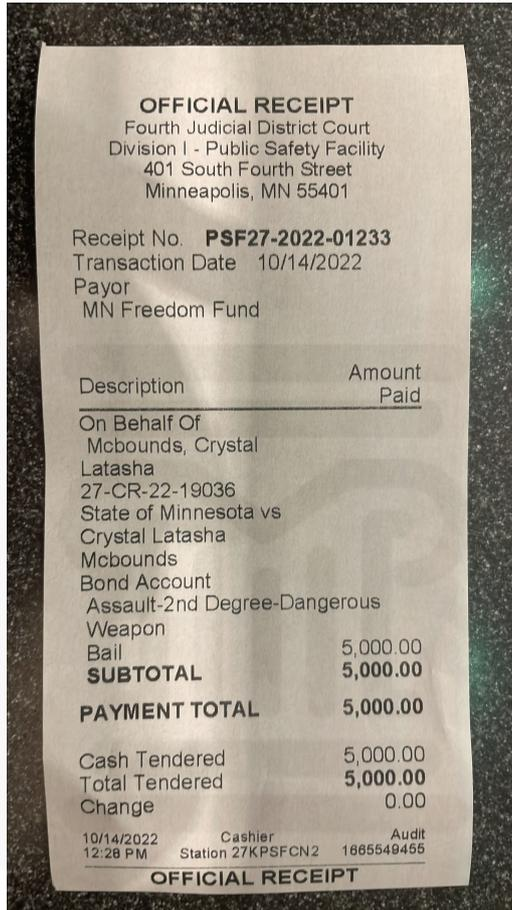 OFFICIAL RECEIPT
Fourth Judicial District Court
Division I - Public Safety Facility
401 South Fourth Street
Minneapolis, MN 55401
Receipt No. PSF27-2022-01233
Transaction Date 10/14/2022
Payor
MN Freedom Fund
Description Amount Paid
On Behalf Of
Mcbounds, Crystal
Latasha
27-CR-22-19036
State of Minnesota vs
Crystal Latasha
Mcbounds
Bond Account
Assault-2nd Degree-Dangerous
Weapon
Bail 5,000.00
SUBTOTAL 5,000.00
PAYMENT TOTAL 5,000.00
Cash Tendered 5,000.00
Total Tendered 5,000.00
Change 0.00
10/14/2022 Cashier Audit
12:28 PM Station 27KPSFCN2 1665549455
OFFICIAL RECEIPT